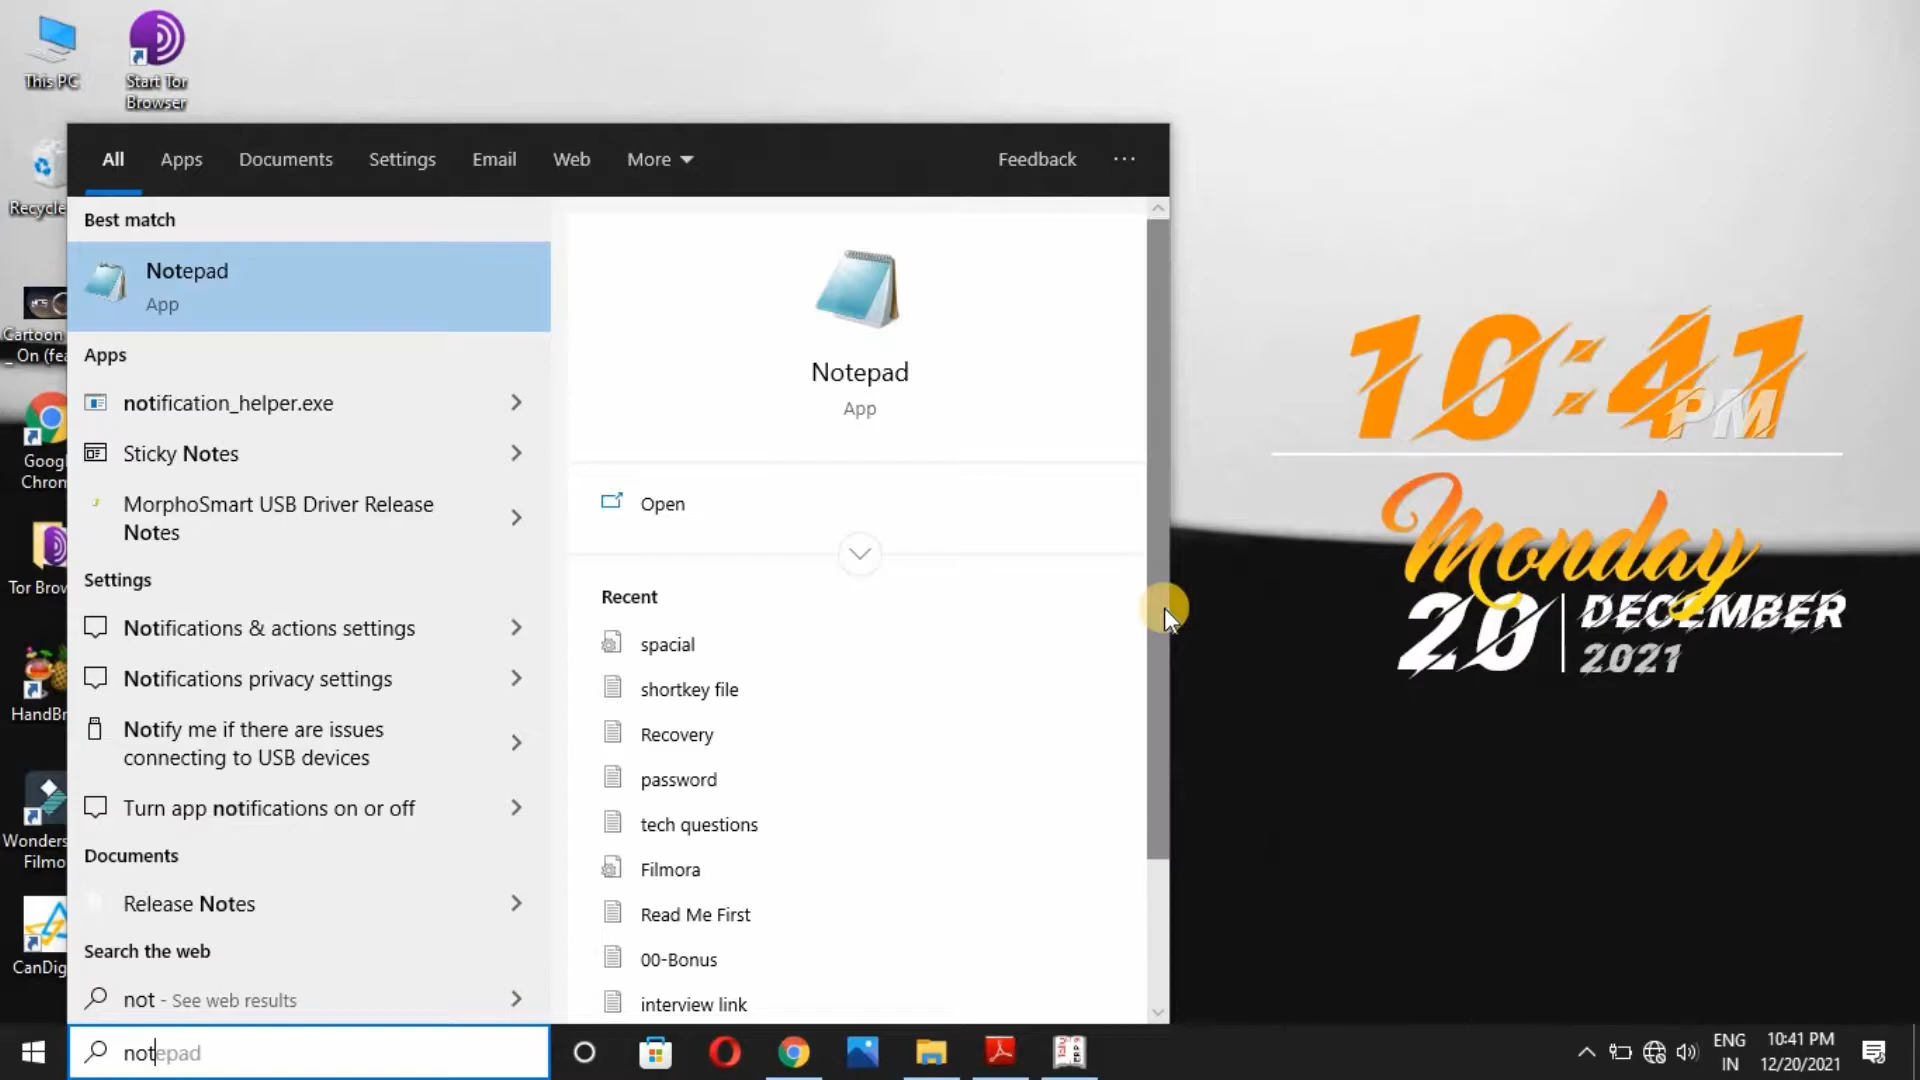 This PC
Start Tor
Browser
Recycle
Cartoon
_ On (fea
Googl
Chrom
Tor Brow
HandBr
Wonders
Filmo
CanDig
All Apps Documents Settings Email Web More Feedback ...
Best match
Notepad
App
Apps
notification_helper.exe
Sticky Notes
MorphoSmart USB Driver Release
Notes
Settings
Notifications & actions settings
Notifications privacy settings
Notify me if there are issues
connecting to USB devices
Turn app notifications on or off
Documents
Release Notes
Search the web
not - See web results
notepad
Notepad
App
Open
Recent
spacial
shortkey file
Recovery
password
tech questions
Filmora
Read Me First
00-Bonus
interview link
10:41
PM
Monday
20 DECEMBER
2021
ENG
IN
10:41 PM
12/20/2021